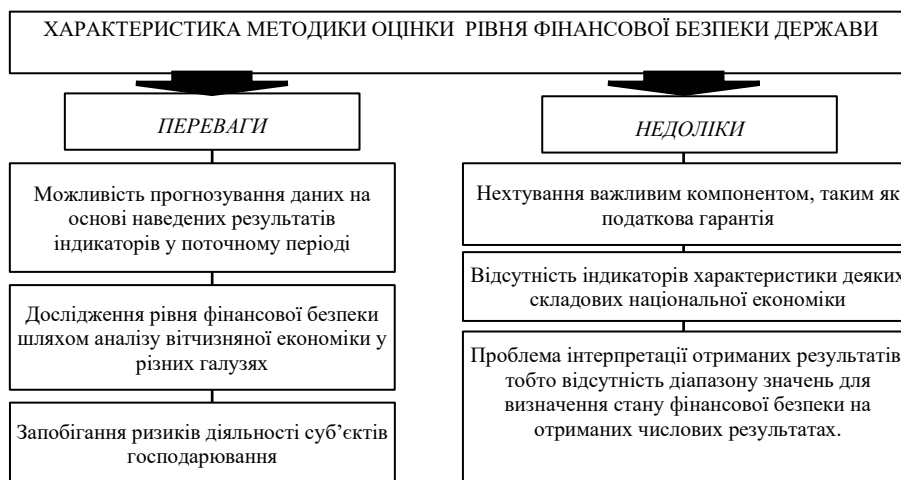 ХАРАКТЕРИСТИКА МЕТОДИКИ ОЦІНКИ РІВНЯ ФІНАНСОВОЇ БЕЗПЕКИ ДЕРЖАВИ
ПЕРЕВАГИ
Можливість прогнозування даних на
основі наведених результатів
індикаторів у поточному періоді
Дослідження рівня фінансової безпеки
шляхом аналізу вітчизняної економіки у
різних галузях
Запобігання ризиків діяльності суб’єктів
господарювання
НЕДОЛІКИ
Нехтування важливим компонентом, таким як
податкова гарантія
Відсутність індикаторів характеристики деяких
складових національної економіки
Проблема інтерпретації отриманих результатів
тобто відсутність діапазону значень для
визначення стану фінансової безпеки на
отриманих числових результатах.